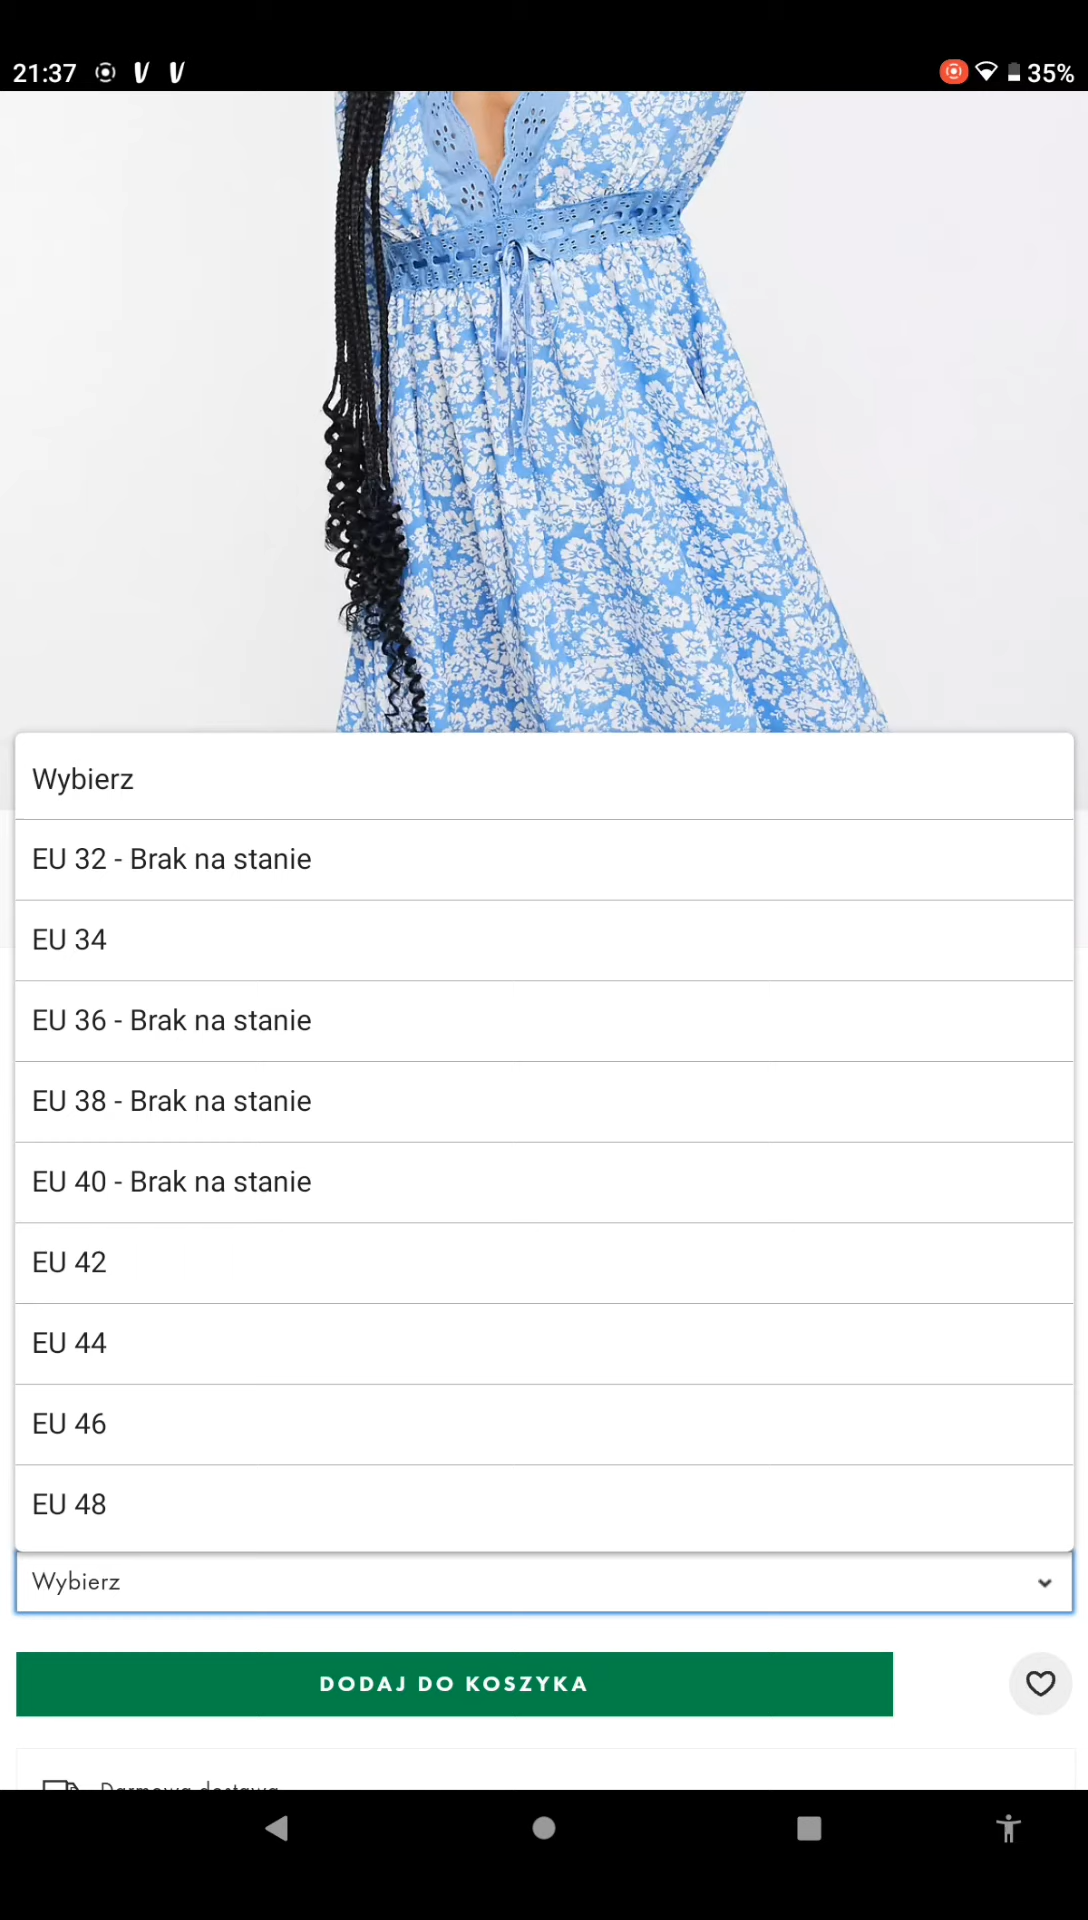 21:37
35%
Wybierz
EU 32 - Brak na stanie
EU 34
EU 36 - Brak na stanie
EU 38 - Brak na stanie
EU 40 - Brak na stanie
EU 42
EU 44
EU 46
EU 48
Wybierz
DODAJ DO KOSZYKA
Darmowa dostawa